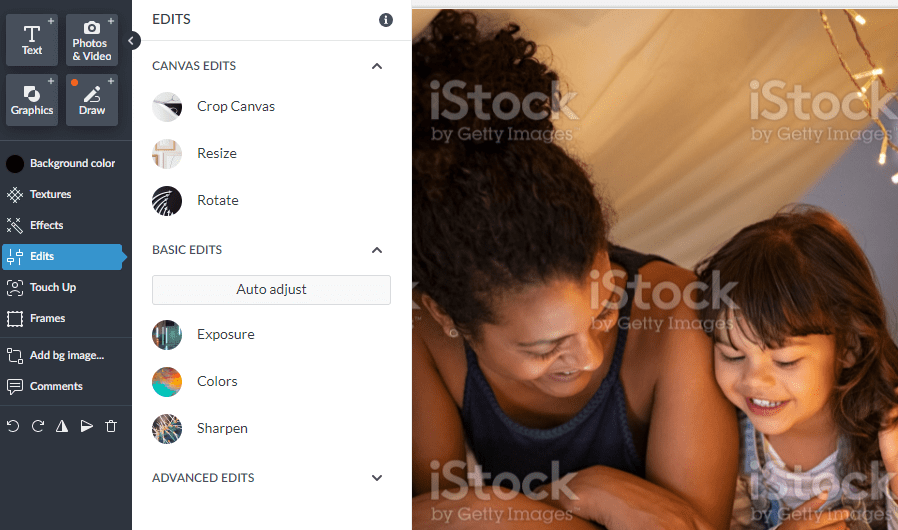 Text
Photos
& Video
Graphics
Draw
Background color
Textures
Effects
Edits
Touch Up
Frames
Add bg image...
Comments
EDITS
CANVAS EDITS
Crop Canvas
Resize
Rotate
BASIC EDITS
Auto adjust
Exposure
Colors
Sharpen
ADVANCED EDITS
iStock
by Getty Images
iStock
by Getty Images
iStock
by Getty Images
iStock
by Getty Images™
iStock
by Getty Images